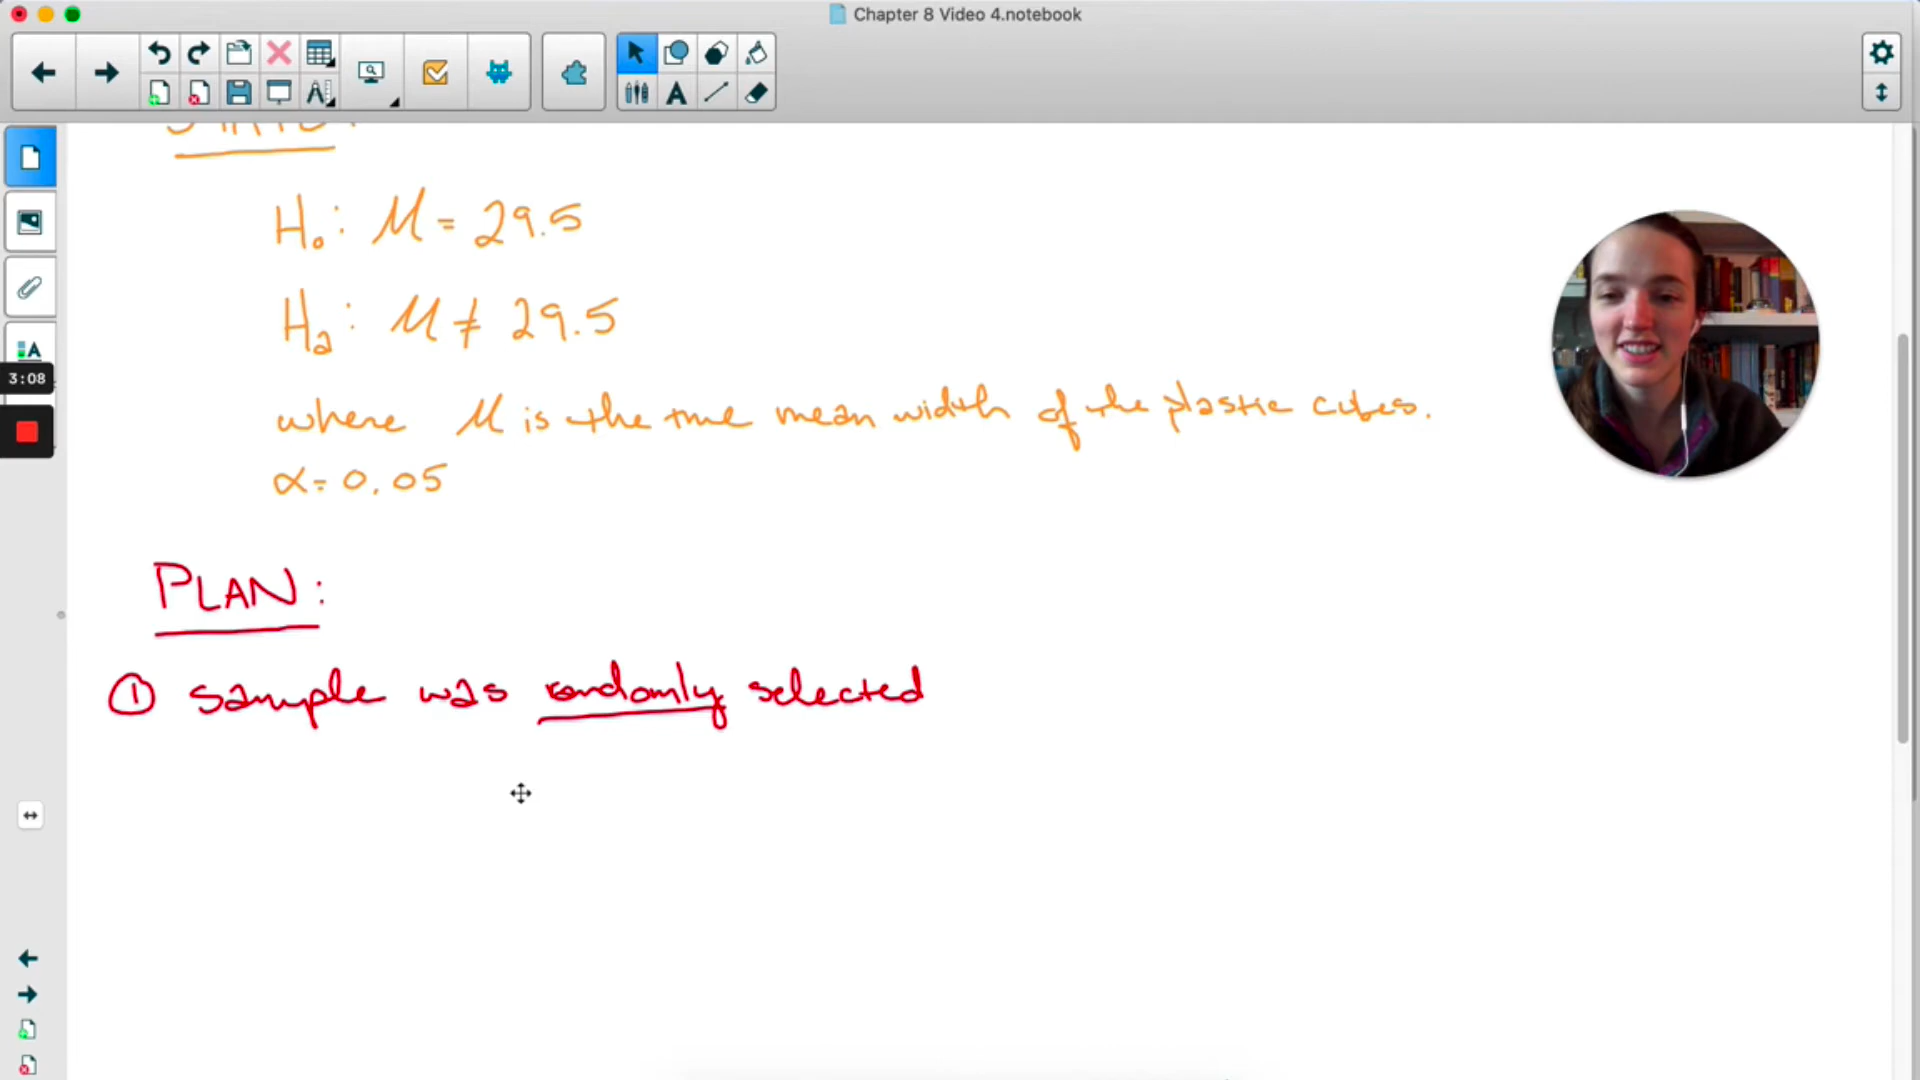 Chapter 8 Video 4.notebook
H₀: μ = 29.5
Hₐ: μ ≠ 29.5
where μ is the true mean width of the plastic cubes.
α = 0.05
3:08
PLAN:
① sample was randomly selected